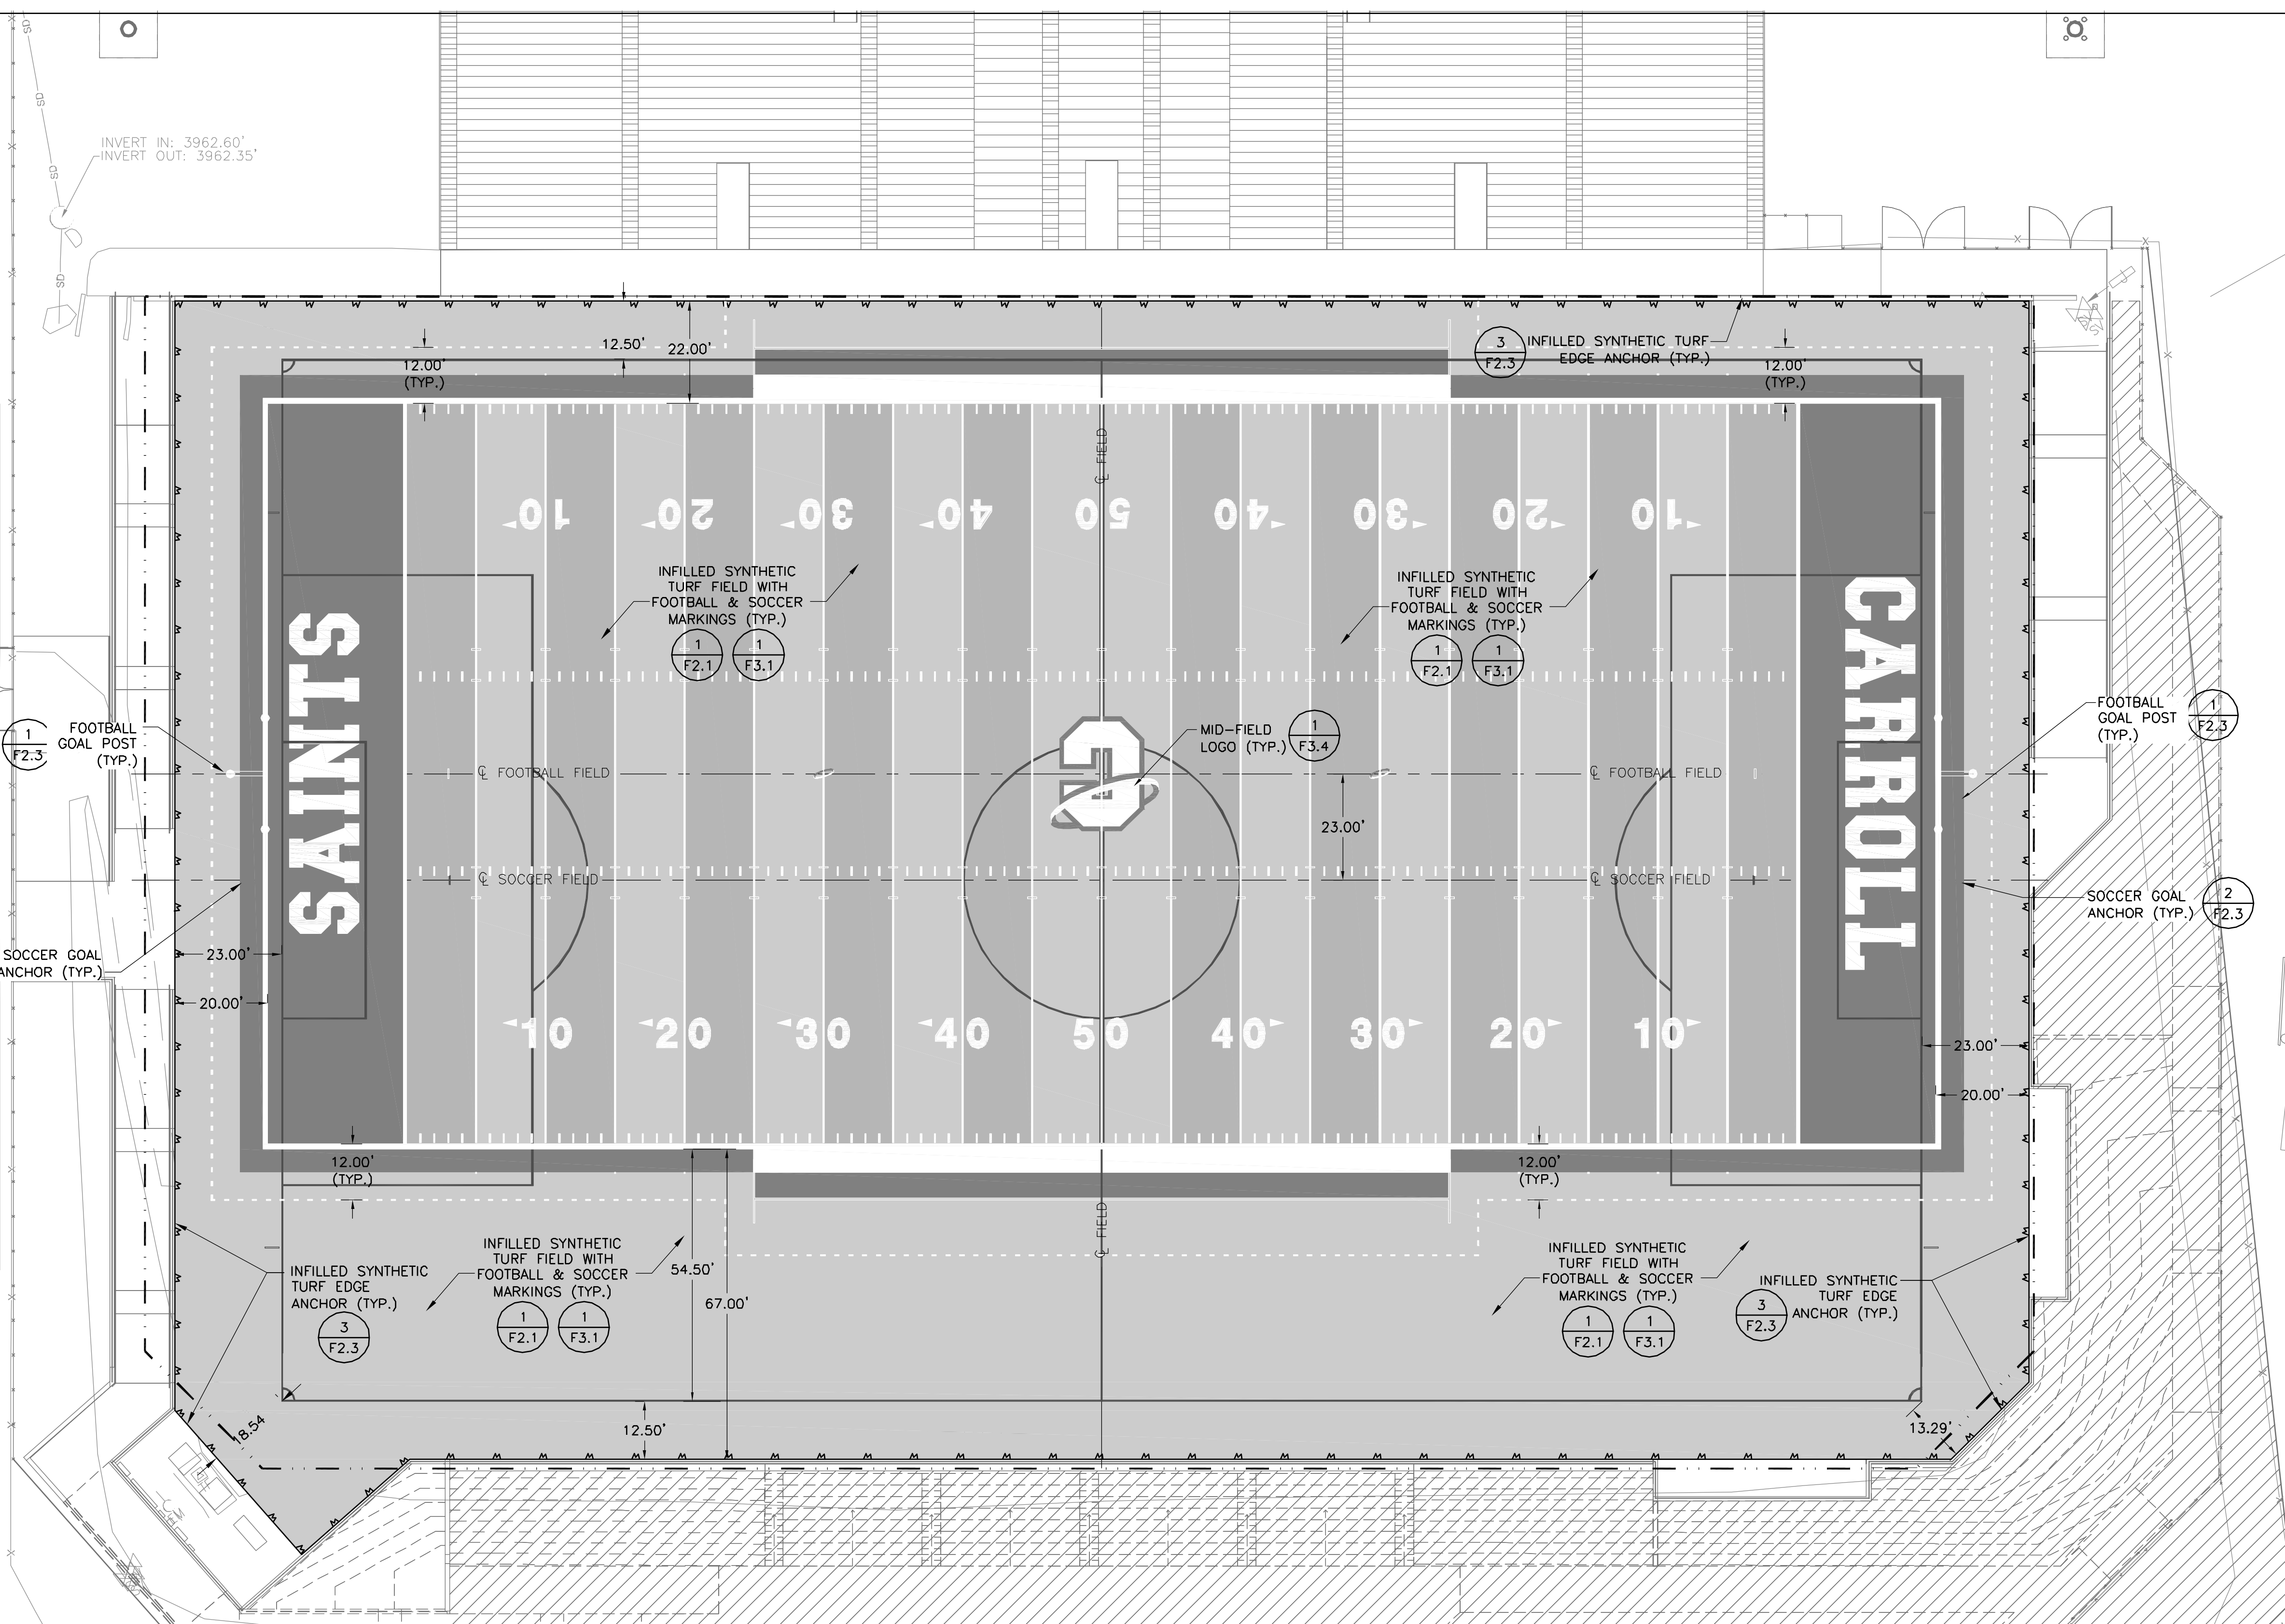 SD
SD
SD
SD
INVERT IN: 3962.60'
INVERT OUT: 3962.35'
12.50'
22.00'
12.00'
(TYP.)
3
F2.3
INFILLED SYNTHETIC TURF
EDGE ANCHOR (TYP.)
12.00'
(TYP.)
℄ FIELD
10
20
30
40
50
40
30
20
10
INFILLED SYNTHETIC
TURF FIELD WITH
FOOTBALL & SOCCER
MARKINGS (TYP.)
1
F2.1
1
F3.1
INFILLED SYNTHETIC
TURF FIELD WITH
FOOTBALL & SOCCER
MARKINGS (TYP.)
1
F2.1
1
F3.1
SAINTS
CARROLL
1
F2.3
FOOTBALL
GOAL POST
(TYP.)
MID-FIELD
LOGO (TYP.)
1
F3.4
C
FOOTBALL
GOAL POST
(TYP.)
1
F2.3
℄ FOOTBALL FIELD
℄ FOOTBALL FIELD
23.00'
℄ SOCCER FIELD
℄ SOCCER FIELD
SOCCER GOAL
ANCHOR (TYP.)
SOCCER GOAL
ANCHOR (TYP.)
2
F2.3
23.00'
20.00'
10
20
30
40
50
40
30
20
10
23.00'
20.00'
12.00'
(TYP.)
12.00'
(TYP.)
℄ FIELD
INFILLED SYNTHETIC
TURF EDGE
ANCHOR (TYP.)
3
F2.3
INFILLED SYNTHETIC
TURF FIELD WITH
FOOTBALL & SOCCER
MARKINGS (TYP.)
1
F2.1
1
F3.1
54.50'
67.00'
INFILLED SYNTHETIC
TURF FIELD WITH
FOOTBALL & SOCCER
MARKINGS (TYP.)
1
F2.1
1
F3.1
INFILLED SYNTHETIC
TURF EDGE
ANCHOR (TYP.)
3
F2.3
18.54
12.50'
13.29'